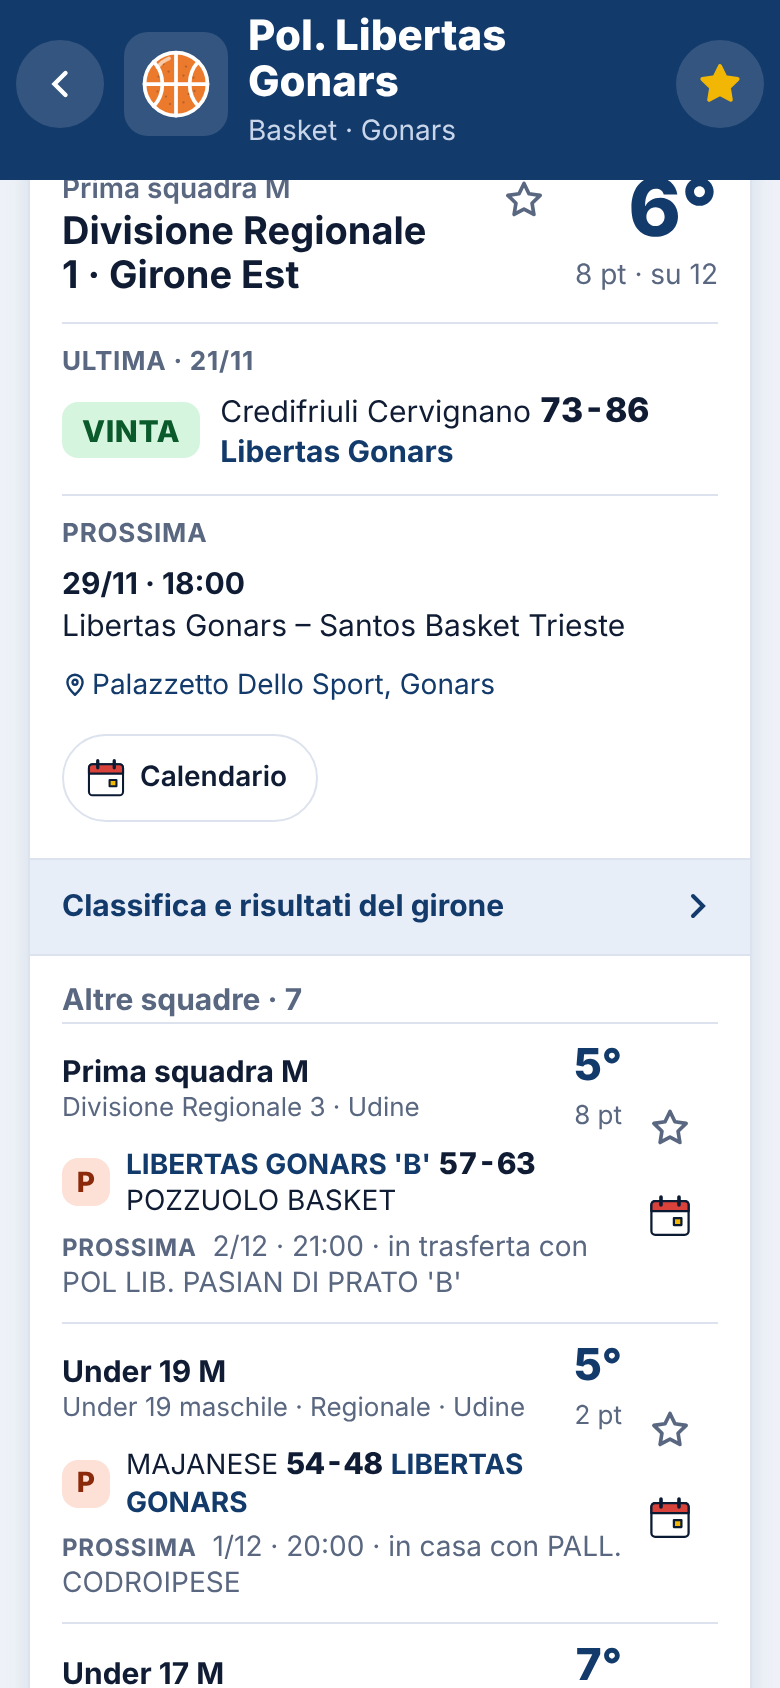 Pol. Libertas
Gonars
Basket · Gonars
Prima squadra M
Divisione Regionale
1 · Girone Est
6°
8 pt · su 12
ULTIMA · 21/11
VINTA
Credifriuli Cervignano 73-86
Libertas Gonars
PROSSIMA
29/11 · 18:00
Libertas Gonars – Santos Basket Trieste
Palazzetto Dello Sport, Gonars
Calendario
Classifica e risultati del girone
Altre squadre · 7
Prima squadra M
5°
Divisione Regionale 3 · Udine
8 pt
P
LIBERTAS GONARS 'B' 57-63
POZZUOLO BASKET
PROSSIMA 2/12 · 21:00 · in trasferta con
POL LIB. PASIAN DI PRATO 'B'
Under 19 M
5°
Under 19 maschile · Regionale · Udine
2 pt
P
MAJANESE 54-48 LIBERTAS
GONARS
PROSSIMA 1/12 · 20:00 · in casa con PALL.
CODROIPESE
Under 17 M
7°